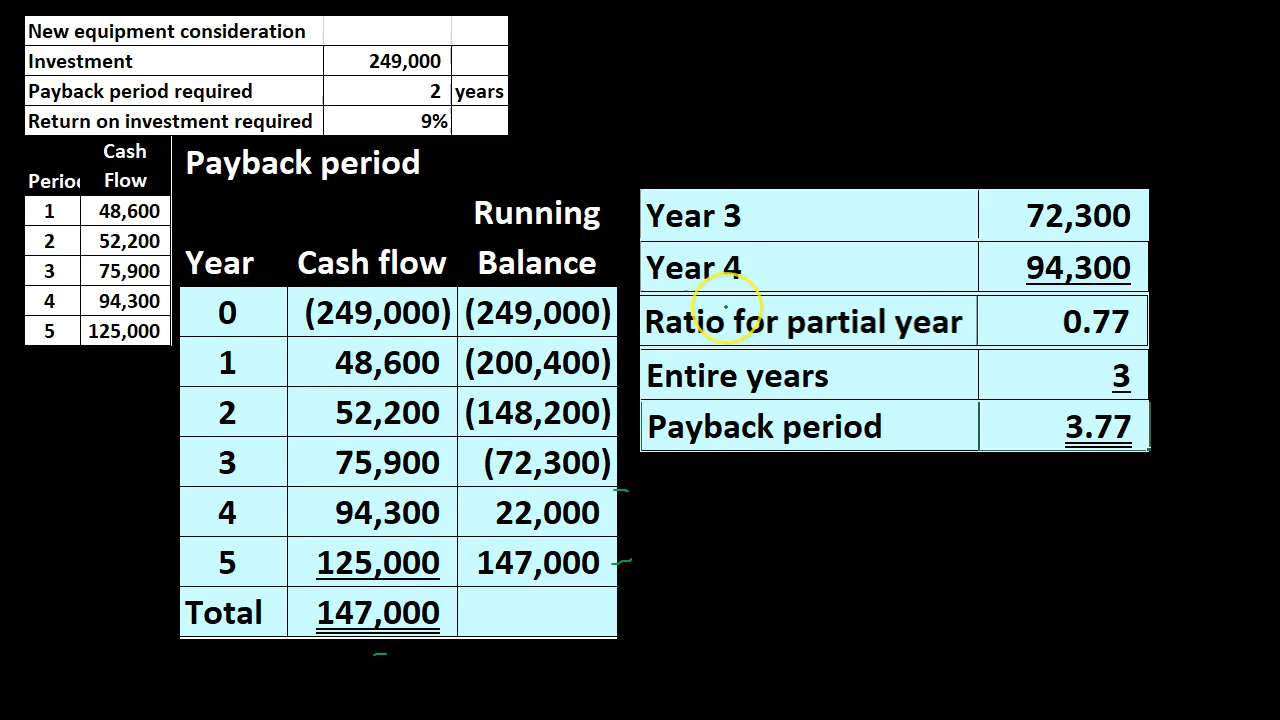 New equipment consideration
Investment 249,000
Payback period required 2 years
Return on investment required 9%
Cash
Perio Flow
1 48,600
2 52,200
3 75,900
4 94,300
5 125,000
Payback period
Running
Year Cash flow Balance
0 (249,000) (249,000)
1 48,600 (200,400)
2 52,200 (148,200)
3 75,900 (72,300)
4 94,300 22,000
5 125,000 147,000
Total 147,000
Year 3 72,300
Year 4 94,300
Ratio for partial year 0.77
Entire years 3
Payback period 3.77